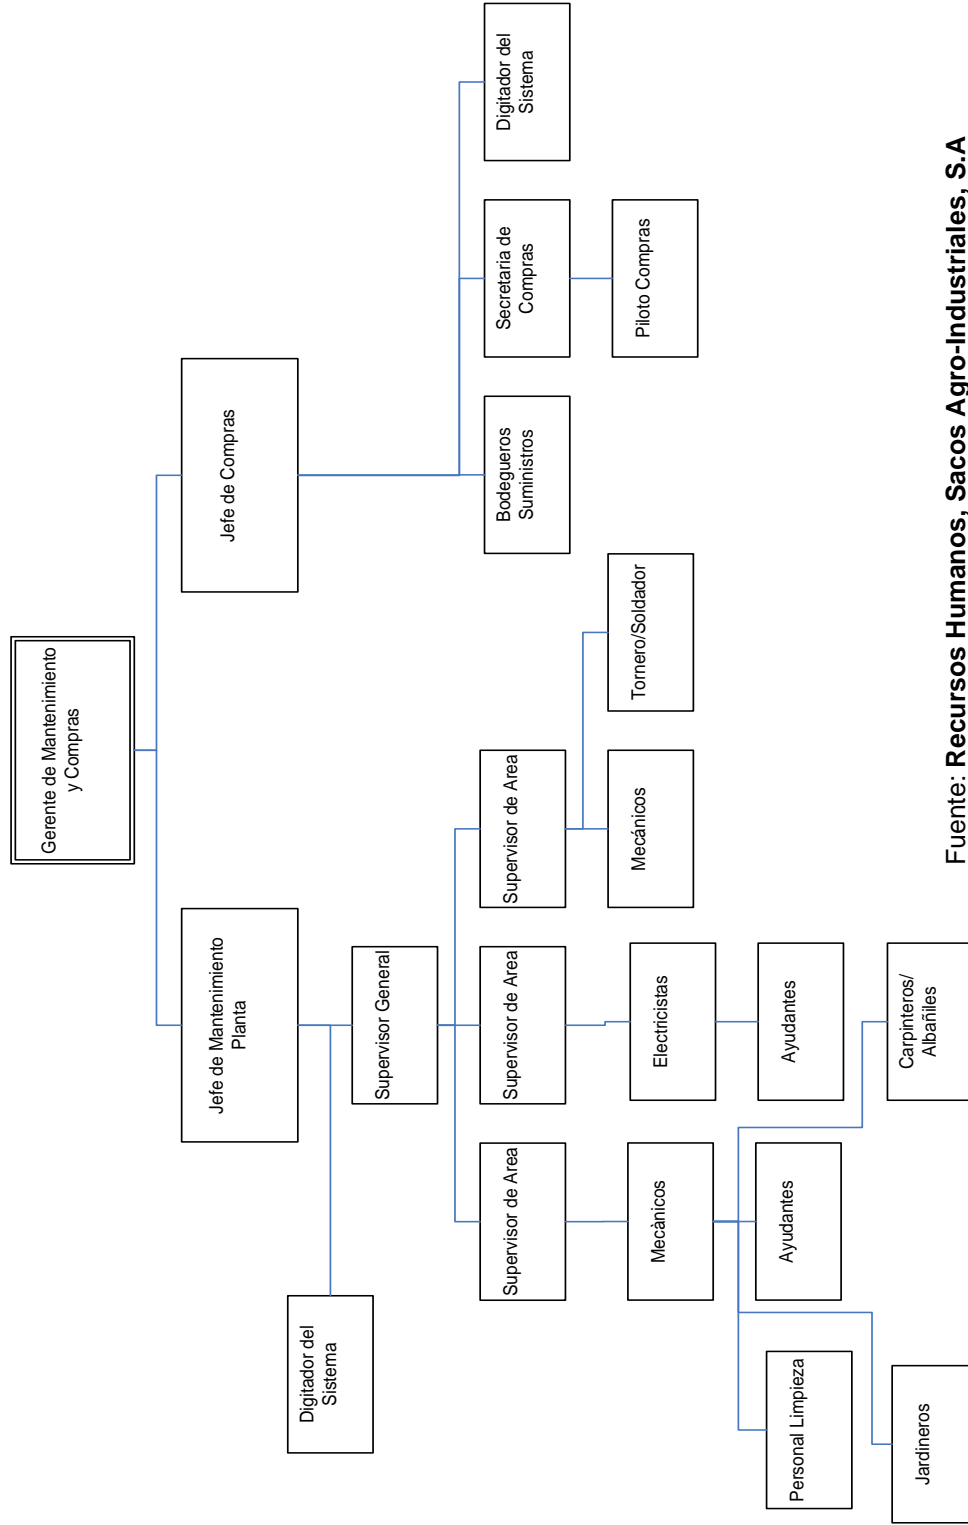 Gerente de Mantenimiento
y Compras
Jefe de Mantenimiento
Planta
Jefe de Compras
Digitador del
Sistema
Supervisor General
Supervisor de Area
Supervisor de Area
Supervisor de Area
Bodegueros
Suministros
Secretaria de
Compras
Digitador del
Sistema
Mecànicos
Electricistas
Mecánicos
Tornero/Soldador
Piloto Compras
Personal Limpieza
Ayudantes
Ayudantes
Jardineros
Carpinteros/
Albañiles
Fuente: Recursos Humanos, Sacos Agro-Industriales, S.A